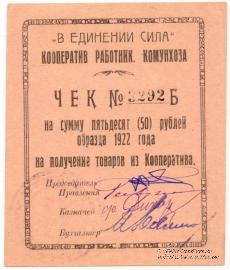 "В ЕДИНЕНИИ СИЛА"
КООПЕРАТИВ РАБОТНИК. КОМУНХОЗА
ЧЕК № 3292 Б
на сумму пятьдесят (50) рублей
образца 1922 года
на получение товаров из Кооператива.
Председатель
Правления
Казначей
Бухгалтер